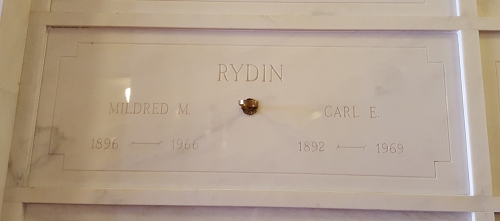 RYDIN
MILDRED M. CARL E.
1896 — 1966 1892 — 1969